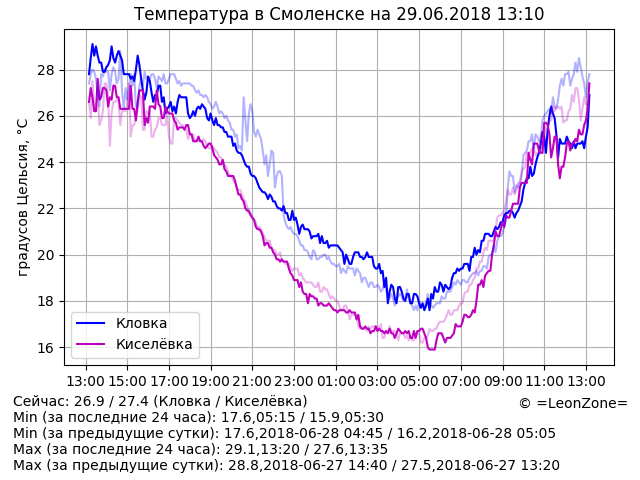 Температура в Смоленске на 29.06.2018 13:10
градусов Цельсия, °C
28
26
24
22
20
18
16
Кловка
Киселёвка
13:00 15:00 17:00 19:00 21:00 23:00 01:00 03:00 05:00 07:00 09:00 11:00 13:00
Сейчас: 26.9 / 27.4 (Кловка / Киселёвка)
© =LeonZone=
Min (за последние 24 часа): 17.6,05:15 / 15.9,05:30
Min (за предыдущие сутки): 17.6,2018-06-28 04:45 / 16.2,2018-06-28 05:05
Max (за последние 24 часа): 29.1,13:20 / 27.6,13:35
Max (за предыдущие сутки): 28.8,2018-06-27 14:40 / 27.5,2018-06-27 13:20